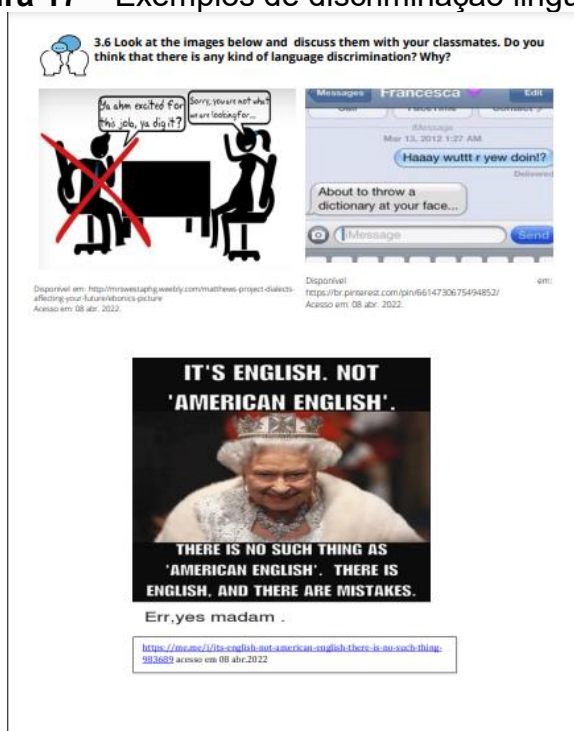 17 Exemplos de discriminação
3.6 Look at the images below and discuss them with your classmates. Do you
think that there is any kind of language discrimination? Why?
Ya ahm excited for
this job, ya dig it?
Sorry, you are not what
we are looking for...
Disponível em: http://mrswestaphg.weebly.com/matthews-project-dialects-
affecting-your-future/ebonics-picture
Acesso em: 08 abr. 2022.
Messages Francesca Edit
Call FaceTime Contact
iMessage
Mar 13, 2012 1:27 AM
Haaay wuttt r yew doin!?
Delivered
About to throw a
dictionary at your face...
iMessage Send
Disponível em:
https://br.pinterest.com/pin/6614730675494852/
Acesso em: 08 abr. 2022.
IT'S ENGLISH. NOT
'AMERICAN ENGLISH'.
THERE IS NO SUCH THING AS
'AMERICAN ENGLISH'. THERE IS
ENGLISH, AND THERE ARE MISTAKES.
Err,yes madam .
https://me.me/i/its-english-not-american-english-there-is-no-such-thing-
983689 acesso em 08 abr.2022